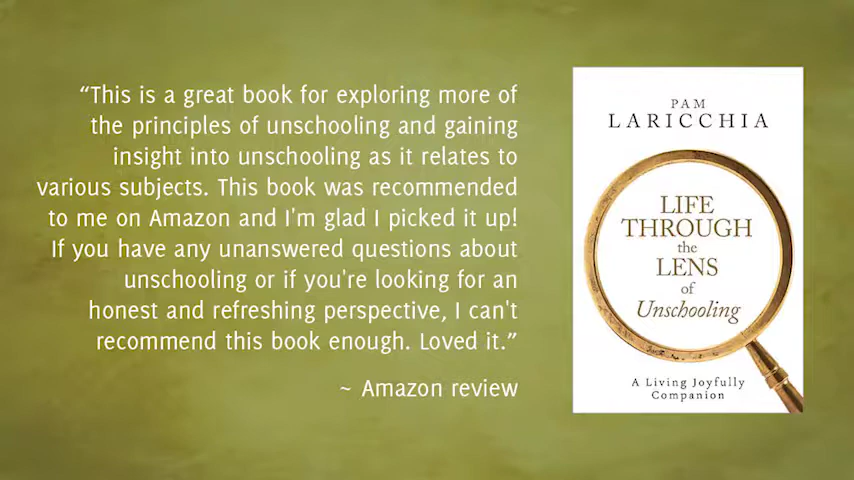 “This is a great book for exploring more of
the principles of unschooling and gaining
insight into unschooling as it relates to
various subjects. This book was recommended
to me on Amazon and I'm glad I picked it up!
If you have any unanswered questions about
unschooling or if you're looking for an
honest and refreshing perspective, I can't
recommend this book enough. Loved it.”
~ Amazon review
PAM
LARICCHIA
LIFE
THROUGH
the
LENS
of
Unschooling
A Living Joyfully
Companion